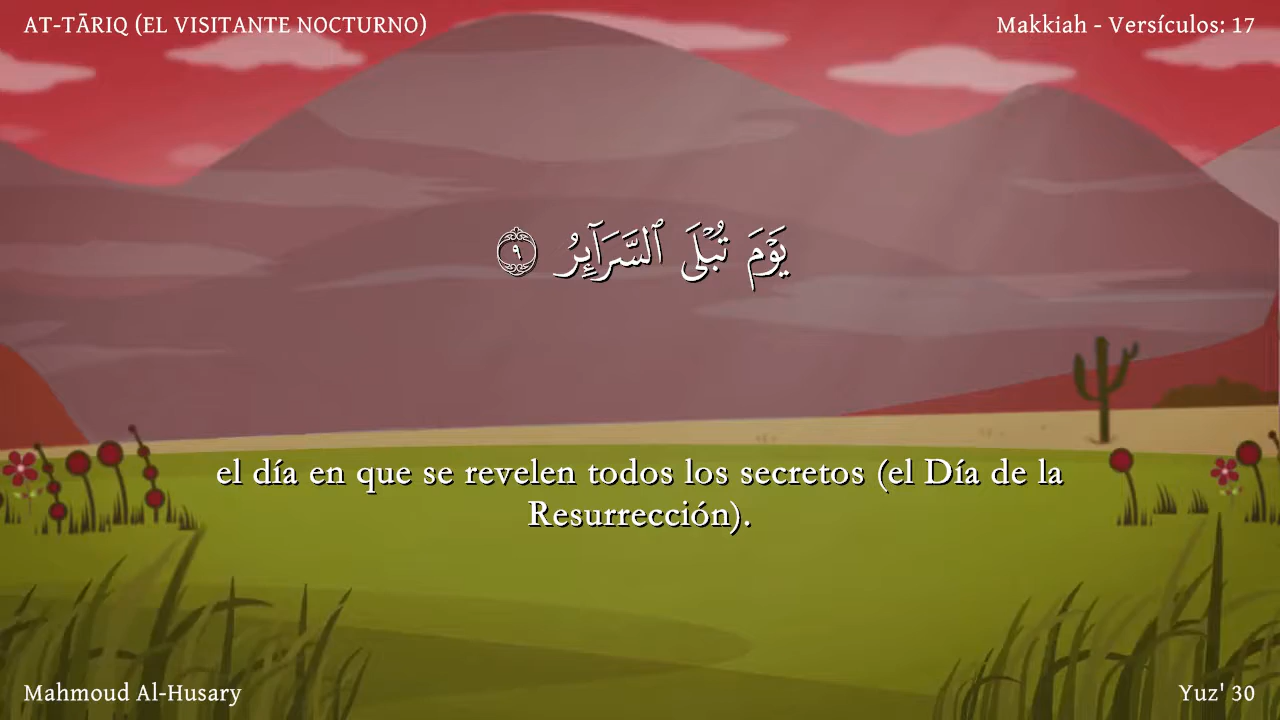 AT-TĀRIQ (EL VISITANTE NOCTURNO)
Makkiah - Versículos: 17
يَوْمَ تُبْلَى ٱلسَّرَآئِرُ ٩
el día en que se revelen todos los secretos (el Día de la
Resurrección).
Mahmoud Al-Husary
Yuz' 30